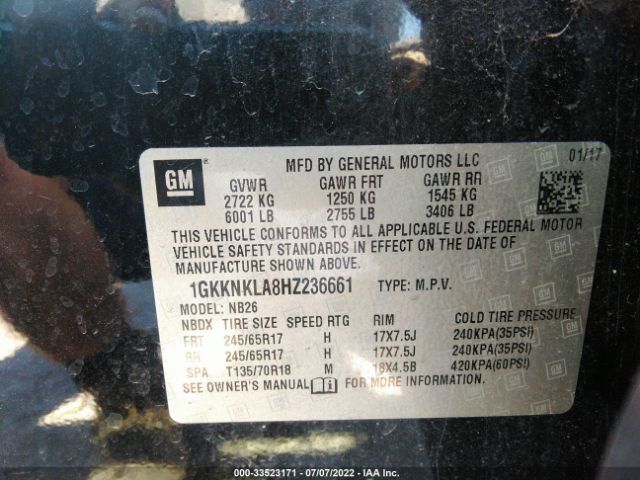 GM
MFD BY GENERAL MOTORS LLC 01/17
GVWR GAWR FRT GAWR RR
2722 KG 1250 KG 1545 KG
6001 LB 2755 LB 3406 LB
THIS VEHICLE CONFORMS TO ALL APPLICABLE U.S. FEDERAL MOTOR
VEHICLE SAFETY STANDARDS IN EFFECT ON THE DATE OF
MANUFACTURE SHOWN ABOVE.
1GKKNKLA8HZ236661 TYPE: M.P.V.
MODEL: NB26
NBDX TIRE SIZE SPEED RTG RIM COLD TIRE PRESSURE
FRT 245/65R17 H 17X7.5J 240KPA(35PSI)
RR 245/65R17 H 17X7.5J 240KPA(35PSI)
SPA T135/70R18 M 18X4.5B 420KPA(60PSI)
SEE OWNER'S MANUAL FOR MORE INFORMATION.
000-33523171 - 07/07/2022 - IAA Inc.